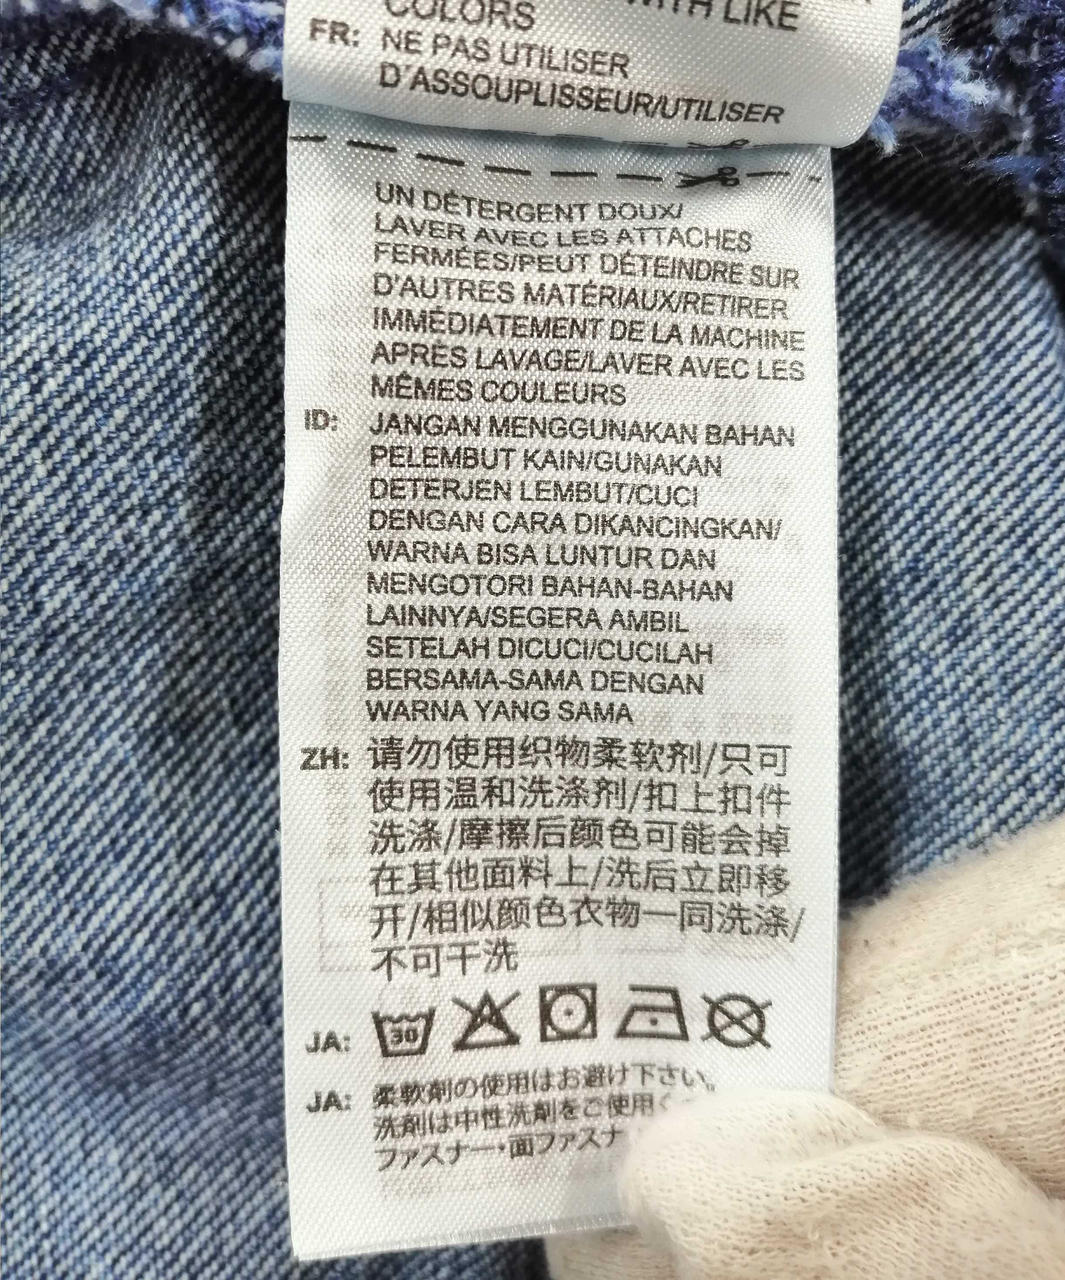 COLORS WITH LIKE
FR: NE PAS UTILISER
D'ASSOUPLISSEUR/UTILISER
UN DÉTERGENT DOUX/
LAVER AVEC LES ATTACHES
FERMÉES/PEUT DÉTEINDRE SUR
D'AUTRES MATÉRIAUX/RETIRER
IMMÉDIATEMENT DE LA MACHINE
APRÈS LAVAGE/LAVER AVEC LES
MÊMES COULEURS
ID: JANGAN MENGGUNAKAN BAHAN
PELEMBUT KAIN/GUNAKAN
DETERJEN LEMBUT/CUCI
DENGAN CARA DIKANCINGKAN/
WARNA BISA LUNTUR DAN
MENGOTORI BAHAN-BAHAN
LAINNYA/SEGERA AMBIL
SETELAH DICUCI/CUCILAH
BERSAMA-SAMA DENGAN
WARNA YANG SAMA
ZH: 请勿使用织物柔软剂/只可
使用温和洗涤剂/扣上扣件
洗涤/摩擦后颜色可能会掉
在其他面料上/洗后立即移
开/相似颜色衣物一同洗涤/
不可干洗
JA: 30
JA: 柔軟剤の使用はお避け下さい。
洗剤は中性洗剤をご使用く
ファスナー・面ファスナ